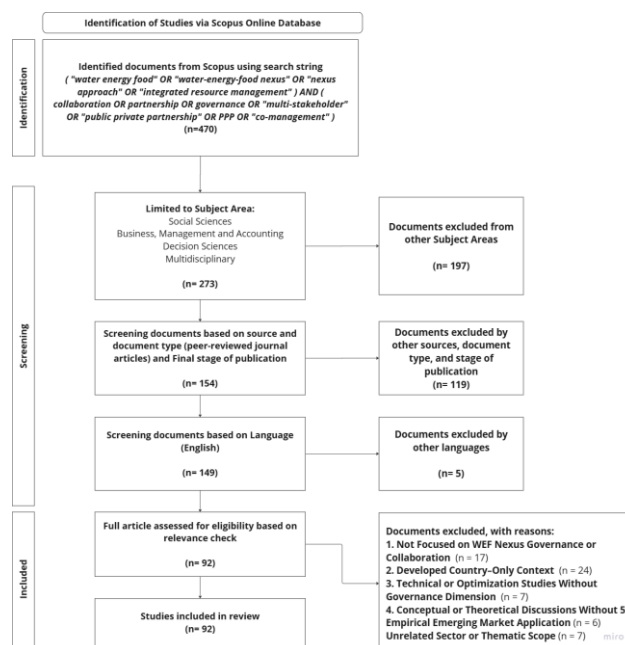 Identification of Studies via Scopus Online Database
Identification
Identified documents from Scopus using search string
( "water energy food" OR "water-energy-food nexus" OR "nexus
approach" OR "integrated resource management" ) AND (
collaboration OR partnership OR governance OR "multi-stakeholder"
OR "public private partnership" OR PPP OR "co-management" )
(n=470)
Screening
Limited to Subject Area:
Social Sciences
Business, Management and Accounting
Decision Sciences
Multidisciplinary
(n= 273)
Documents excluded from
other Subject Areas
(n= 197)
Screening documents based on source and
document type (peer-reviewed journal
articles) and Final stage of publication
(n= 154)
Documents excluded by
other sources, document
type, and stage of
publication
(n= 119)
Screening documents based on Language
(English)
(n= 149)
Documents excluded by
other languages
(n= 5)
Included
Full article assessed for eligibility based on
relevance check
(n= 92)
Documents excluded, with reasons:
1. Not Focused on WEF Nexus Governance or
Collaboration (n = 17)
2. Developed Country–Only Context (n = 24)
3. Technical or Optimization Studies Without
Governance Dimension (n = 7)
4. Conceptual or Theoretical Discussions Without 5.
Empirical Emerging Market Application (n = 6)
Unrelated Sector or Thematic Scope (n = 7)
Studies included in review
(n= 92)
miro